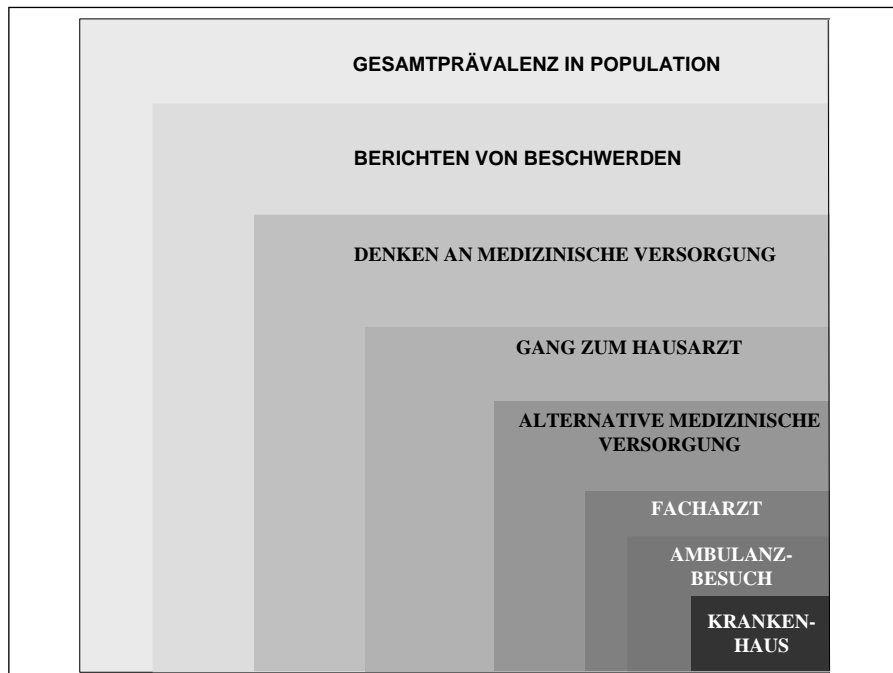 GESAMTPRÄVALENZ IN POPULATION
BERICHTEN VON BESCHWERDEN
DENKEN AN MEDIZINISCHE VERSORGUNG
GANG ZUM HAUSARZT
ALTERNATIVE MEDIZINISCHE
VERSORGUNG
FACHARZT
AMBULANZ-
BESUCH
KRANKEN-
HAUS